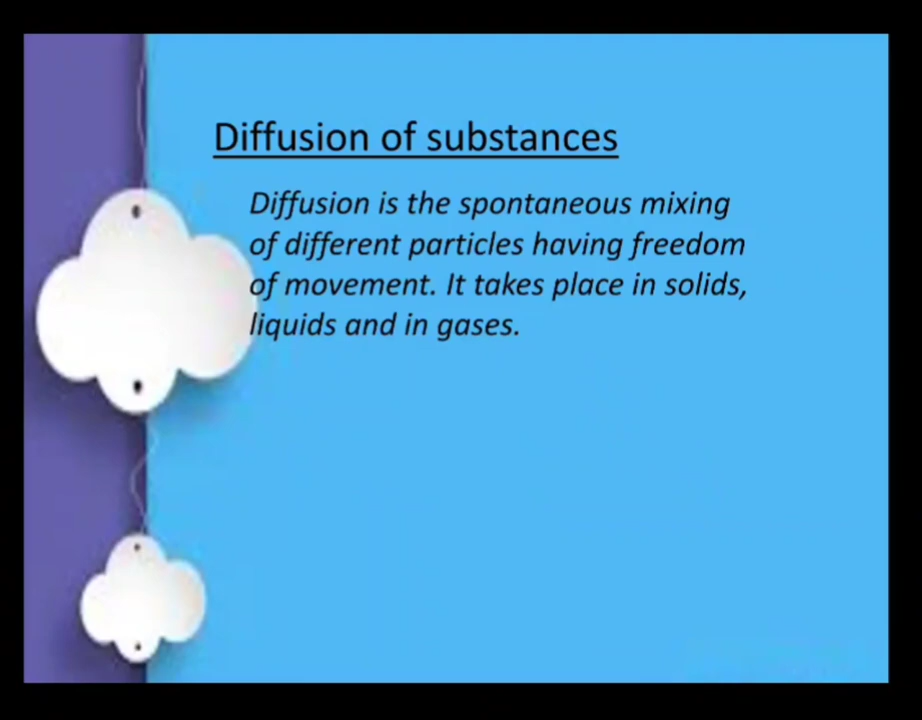 Diffusion of substances
Diffusion is the spontaneous mixing
of different particles having freedom
of movement. It takes place in solids,
liquids and in gases.